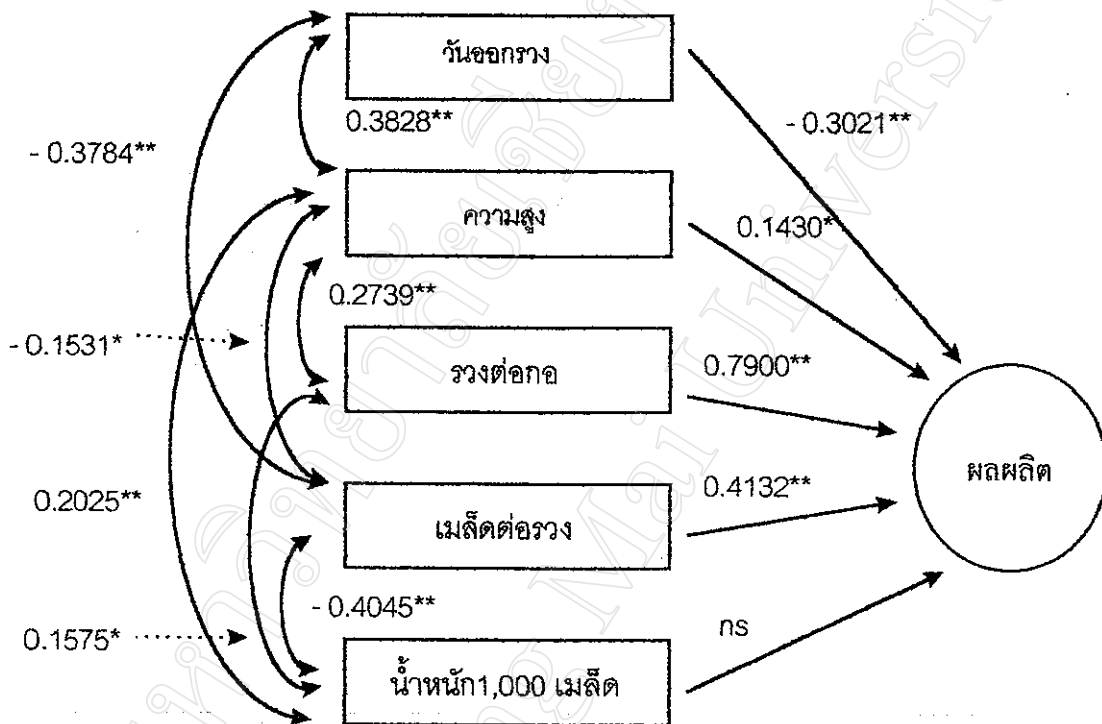 วันออกรวง
0.3828**
- 0.3021**
- 0.3784**
ความสูง
0.1430*
0.2739**
- 0.1531*
รวงต่อกอ
0.7900**
ผลผลิต
0.2025**
0.4132**
เมล็ดต่อรวง
- 0.4045**
0.1575*
ns
น้ำหนัก1,000 เมล็ด